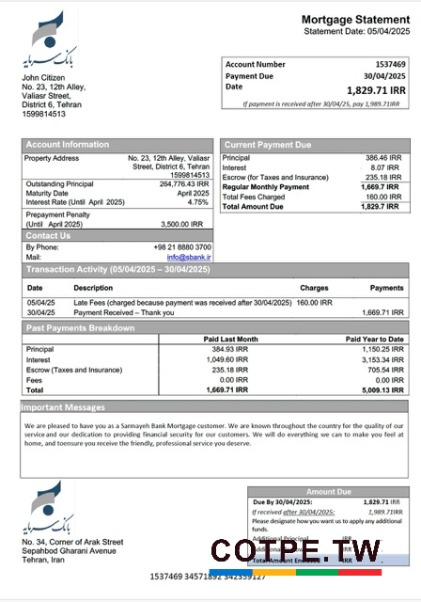 بانک سرمایه
Mortgage Statement
Statement Date: 05/04/2025
John Citizen
No. 23, 12th Alley,
Valiasr Street,
District 6, Tehran
1599814513
Account Number 1537469
Payment Due 30/04/2025
Date
1,829.71 IRR
If payment is received after 30/04/25, pay 1,989.71IRR
Account Information
Property Address No. 23, 12th Alley, Valiasr
Street, District 6, Tehran
1599814513
Outstanding Principal 264,776.43 IRR
Maturity Date April 2025
Interest Rate (Until April 2025) 4.75%
Prepayment Penalty
(Until April 2025) 3,500.00 IRR
Contact Us
By Phone: +98 21 8880 3700
Mail: info@sbank.ir
Current Payment Due
Principal 386.46 IRR
Interest 8.07 IRR
Escrow (for Taxes and Insurance) 235.18 IRR
Regular Monthly Payment 1,669.7 IRR
Total Fees Charged 160.00 IRR
Total Amount Due 1,829.7 IRR
Transaction Activity (05/04/2025 – 30/04/2025)
Date Description Charges Payments
05/04/25 Late Fees (charged because payment was received after 30/04/2025) 160.00 IRR
30/04/25 Payment Received – Thank you 1,669.71 IRR
Past Payments Breakdown
Paid Last Month Paid Year to Date
Principal 384.93 IRR 1,150.25 IRR
Interest 1,049.60 IRR 3,153.34 IRR
Escrow (Taxes and Insurance) 235.18 IRR 705.54 IRR
Fees 0.00 IRR 0.00 IRR
Total 1,669.71 IRR 5,009.13 IRR
Important Messages
We are pleased to have you as a Sarmayeh Bank Mortgage customer. We are known throughout the country for the quality of our
service and our dedication to providing financial security for our customers. We will do everything we can to make you feel at
home, and toensure you receive the friendly, professional service you deserve.
بانک سرمایه
No. 34, Corner of Arak Street
Sepahbod Gharani Avenue
Tehran, Iran
Amount Due
Due By 30/04/2025: 1,829.71 IRR
If received after 30/04/2025: 1,989.71IRR
Please designate how you want us to apply any additional
funds.
Additional Principal IRR
IRR
Total Amount IRR
COTPE.TW
1537469 34571892 342359127